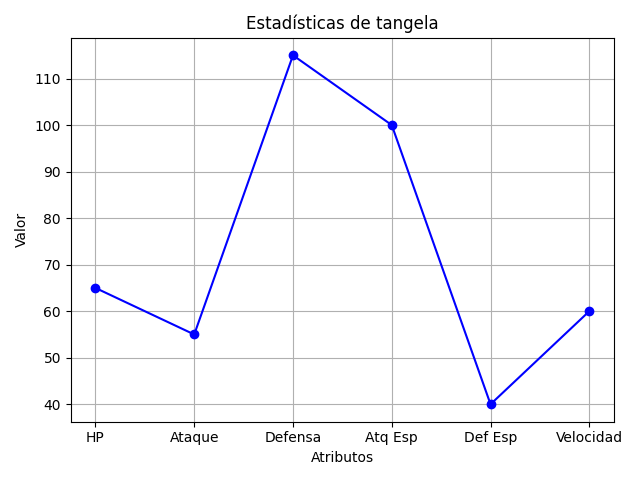 Estadísticas de tangela
Valor
110
100
90
80
70
60
50
40
HP Ataque Defensa Atq Esp Def Esp Velocidad
Atributos